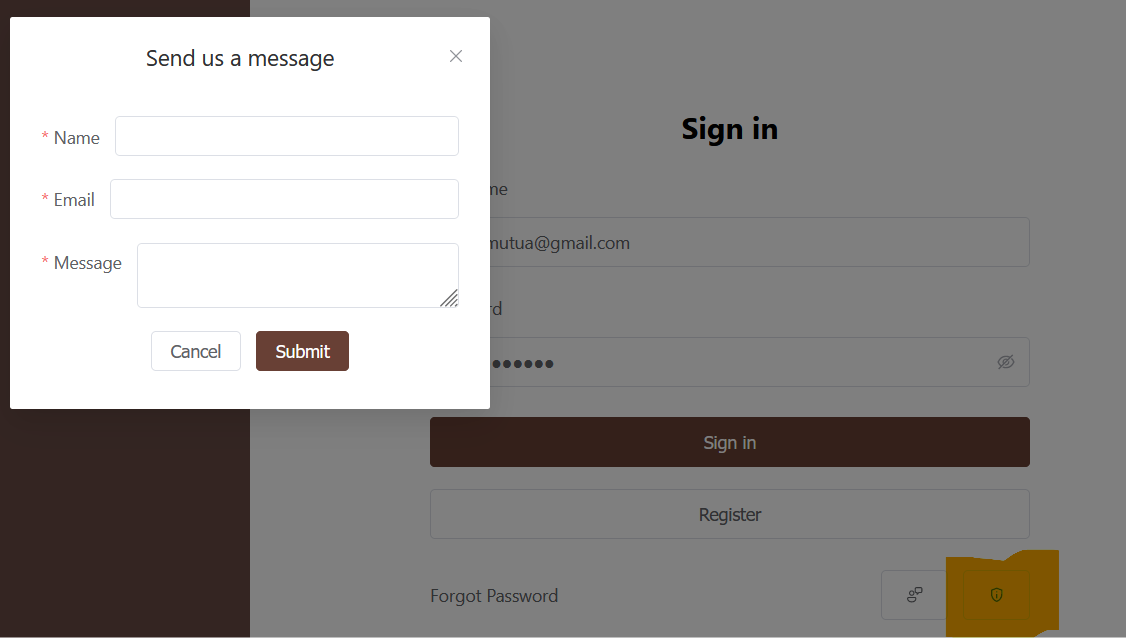 Send us a message
* Name
* Email
* Message
Cancel Submit
Sign in
mutua@gmail.com
Sign in
Register
Forgot Password